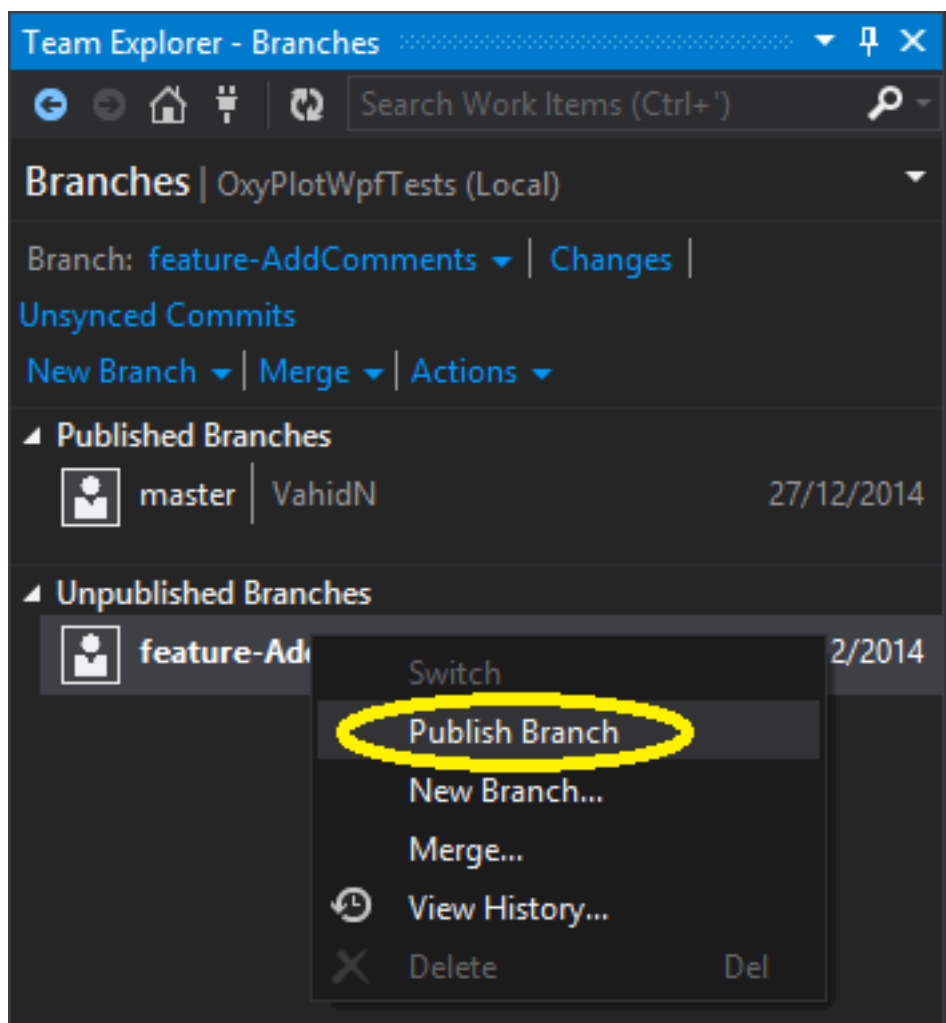 Team Explorer - Branches
Search Work Items (Ctrl+')
Branches | OxyPlotWpfTests (Local)
Branch: feature-AddComments | Changes |
Unsynced Commits
New Branch | Merge | Actions
Published Branches
master | VahidN 27/12/2014
Unpublished Branches
feature-Ad 2/2014
Switch
Publish Branch
New Branch...
Merge...
View History...
Delete Del